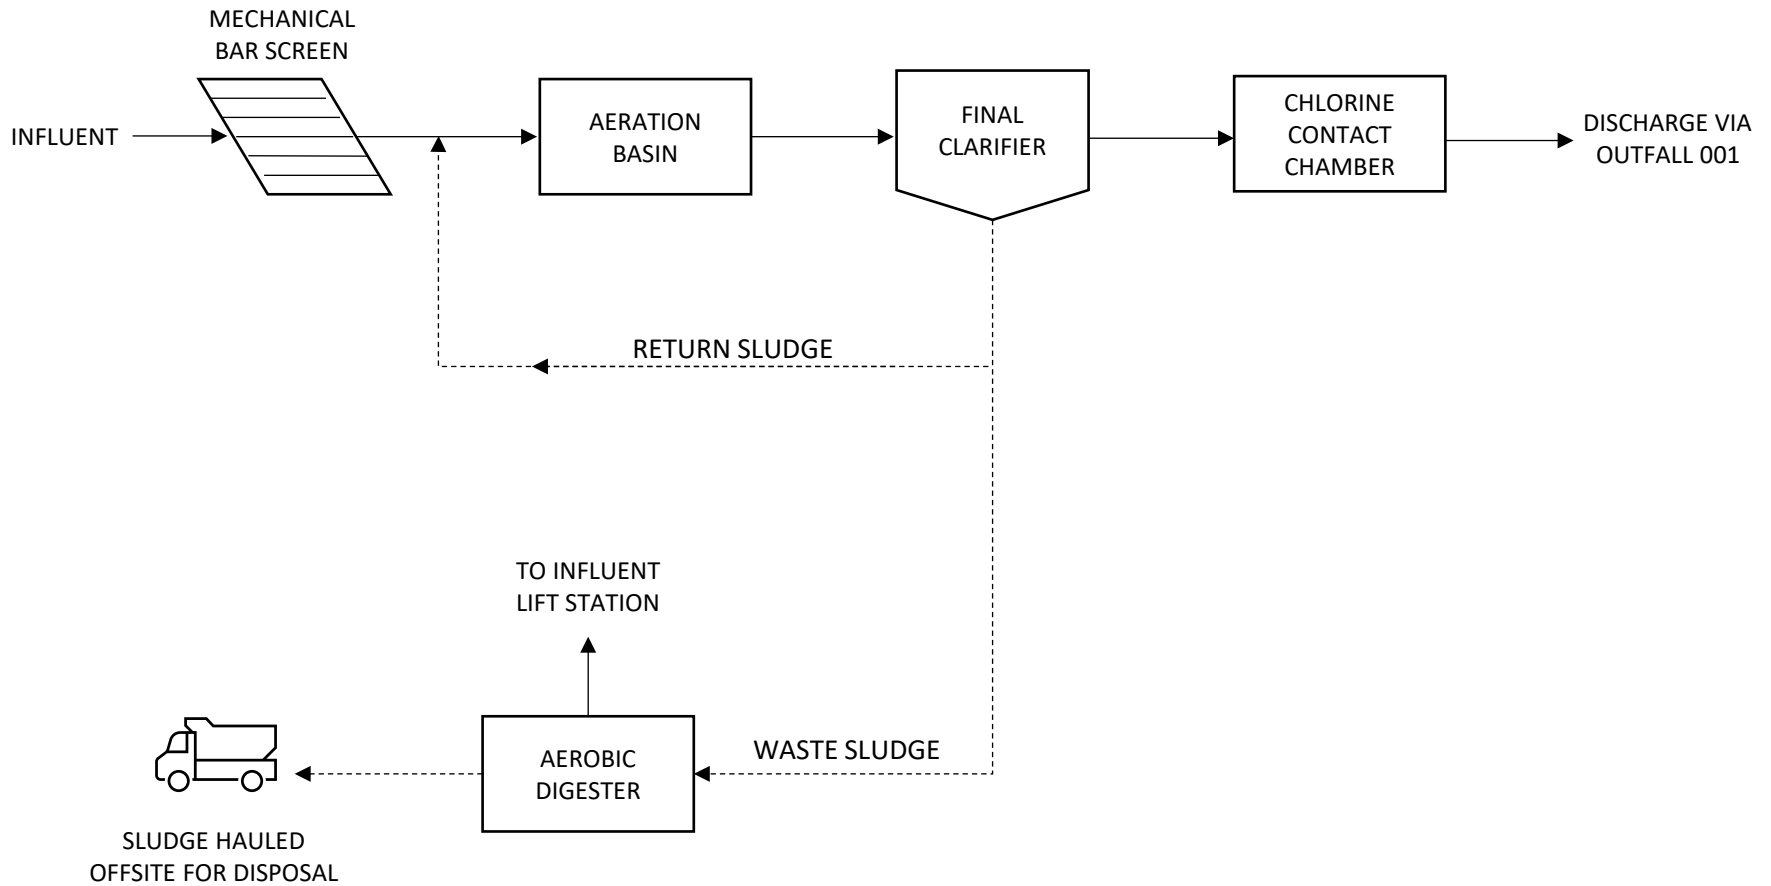 MECHANICAL
BAR SCREEN
INFLUENT
AERATION
BASIN
FINAL
CLARIFIER
CHLORINE
CONTACT
CHAMBER
DISCHARGE VIA
OUTFALL 001
RETURN SLUDGE
TO INFLUENT
LIFT STATION
WASTE SLUDGE
AEROBIC
DIGESTER
SLUDGE HAULED
OFFSITE FOR DISPOSAL